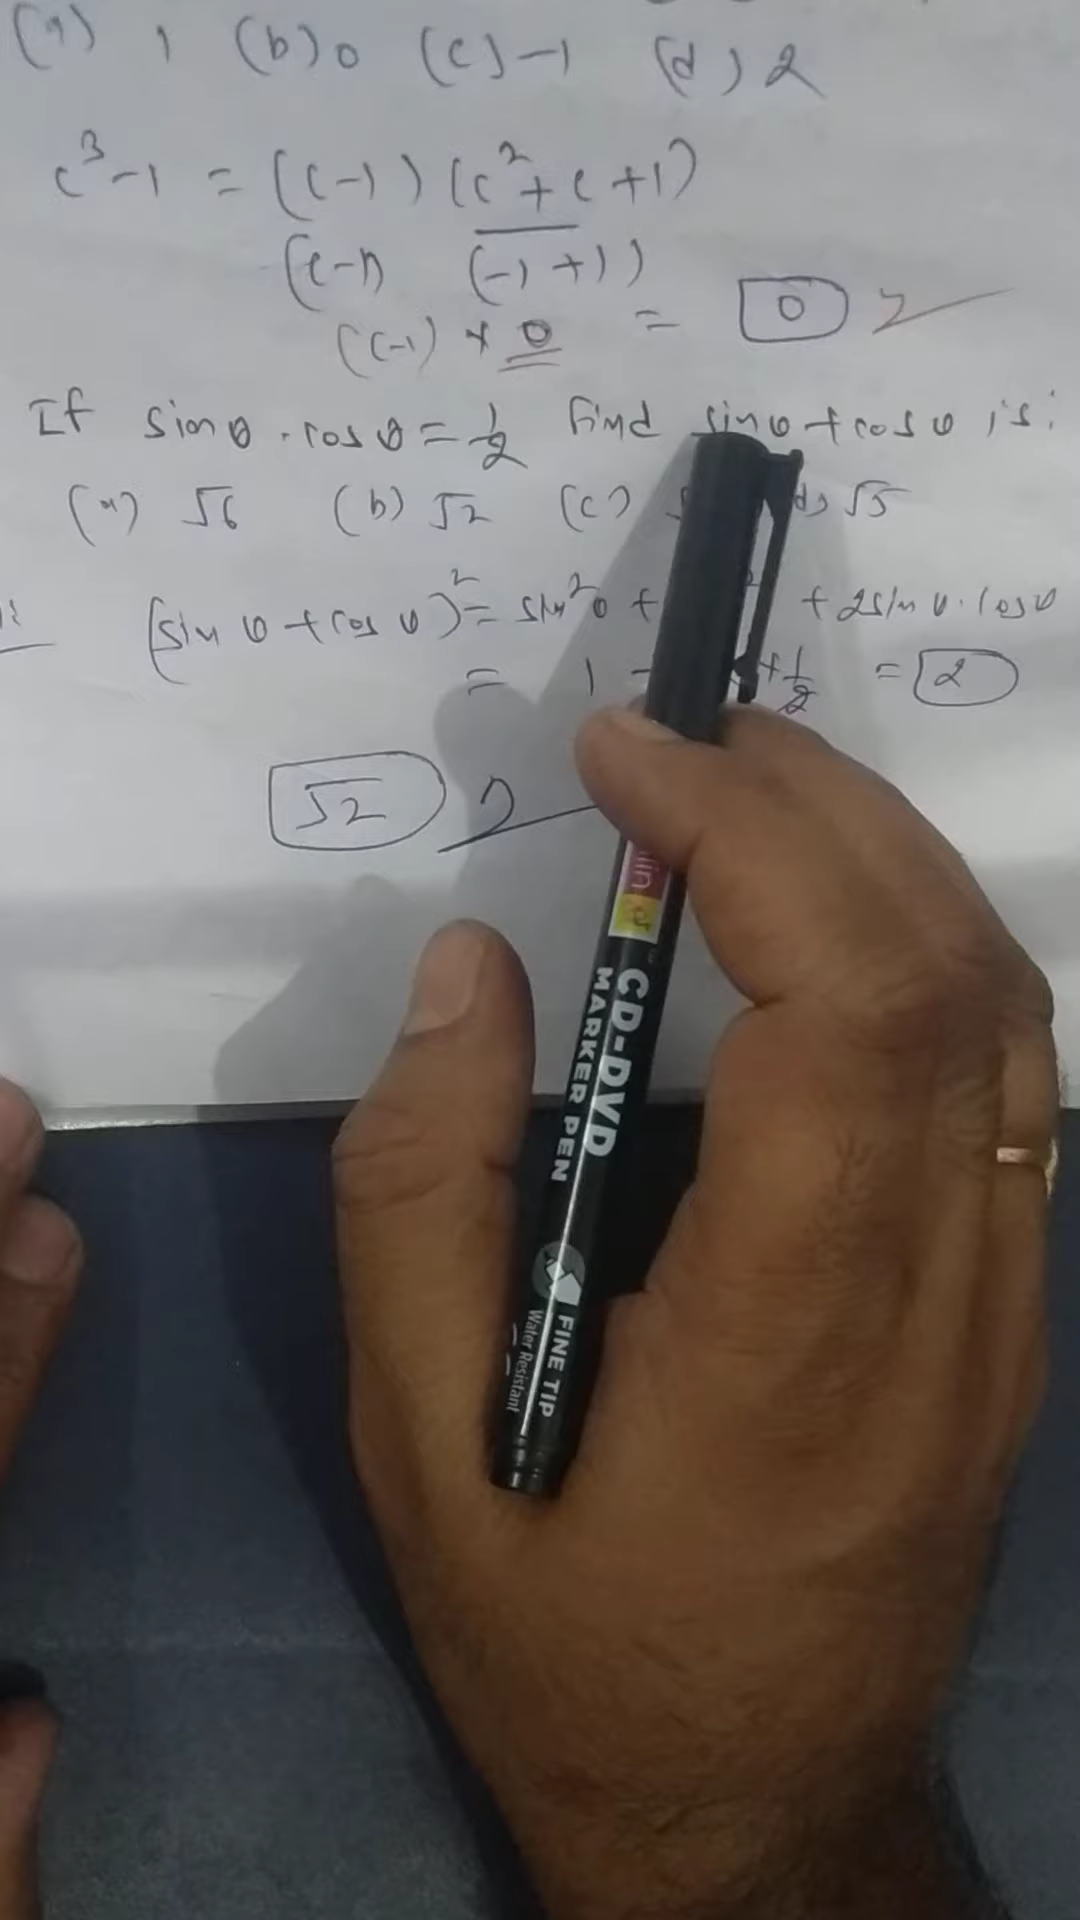 (a) 1 (b) 0 (c) -1 (d) 2
c³-1 = (c-1) (c²+c+1)
(c-1) (-1+1)
(c-1) × 0 = 0
If sinθ . cosθ = 1/2 Find sinθ + cosθ is:
(a) √6 (b) √2 (c) d) √5
(sinθ + cosθ)² = sin²θ + + 2sinθ.cosθ
= 1 × 1/2 = 2
√2
CD-DVD
MARKER PEN
FINE TIP
Water Resistant